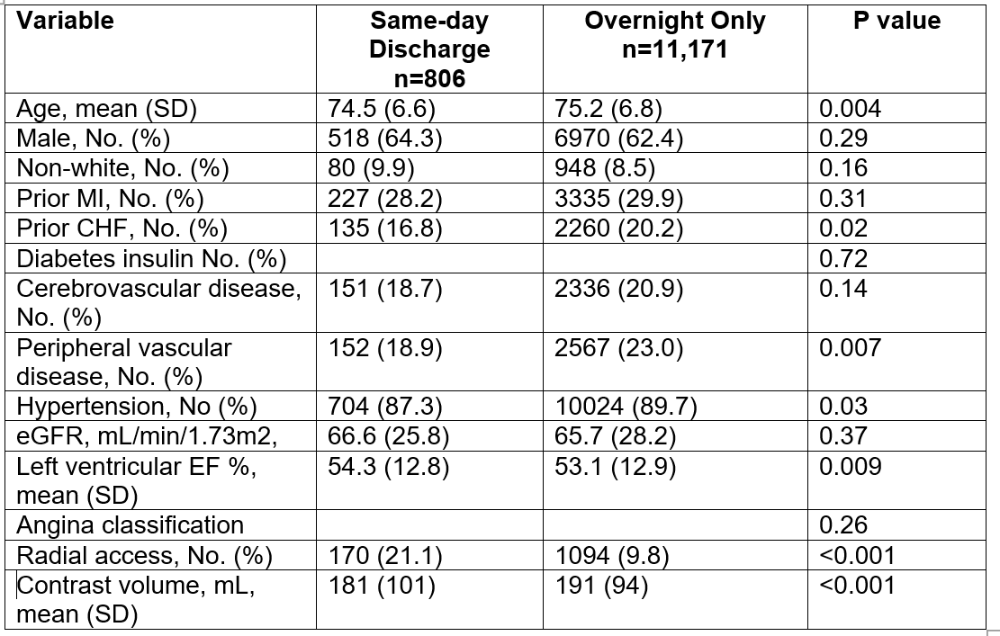 Variable Same-day Discharge n=806 Overnight Only n=11,171 P value
Age, mean (SD) 74.5 (6.6) 75.2 (6.8) 0.004
Male, No. (%) 518 (64.3) 6970 (62.4) 0.29
Non-white, No. (%) 80 (9.9) 948 (8.5) 0.16
Prior MI, No. (%) 227 (28.2) 3335 (29.9) 0.31
Prior CHF, No. (%) 135 (16.8) 2260 (20.2) 0.02
Diabetes insulin No. (%) 0.72
Cerebrovascular disease, No. (%) 151 (18.7) 2336 (20.9) 0.14
Peripheral vascular disease, No. (%) 152 (18.9) 2567 (23.0) 0.007
Hypertension, No (%) 704 (87.3) 10024 (89.7) 0.03
eGFR, mL/min/1.73m2, 66.6 (25.8) 65.7 (28.2) 0.37
Left ventricular EF %, mean (SD) 54.3 (12.8) 53.1 (12.9) 0.009
Angina classification 0.26
Radial access, No. (%) 170 (21.1) 1094 (9.8) <0.001
Contrast volume, mL, mean (SD) 181 (101) 191 (94) <0.001